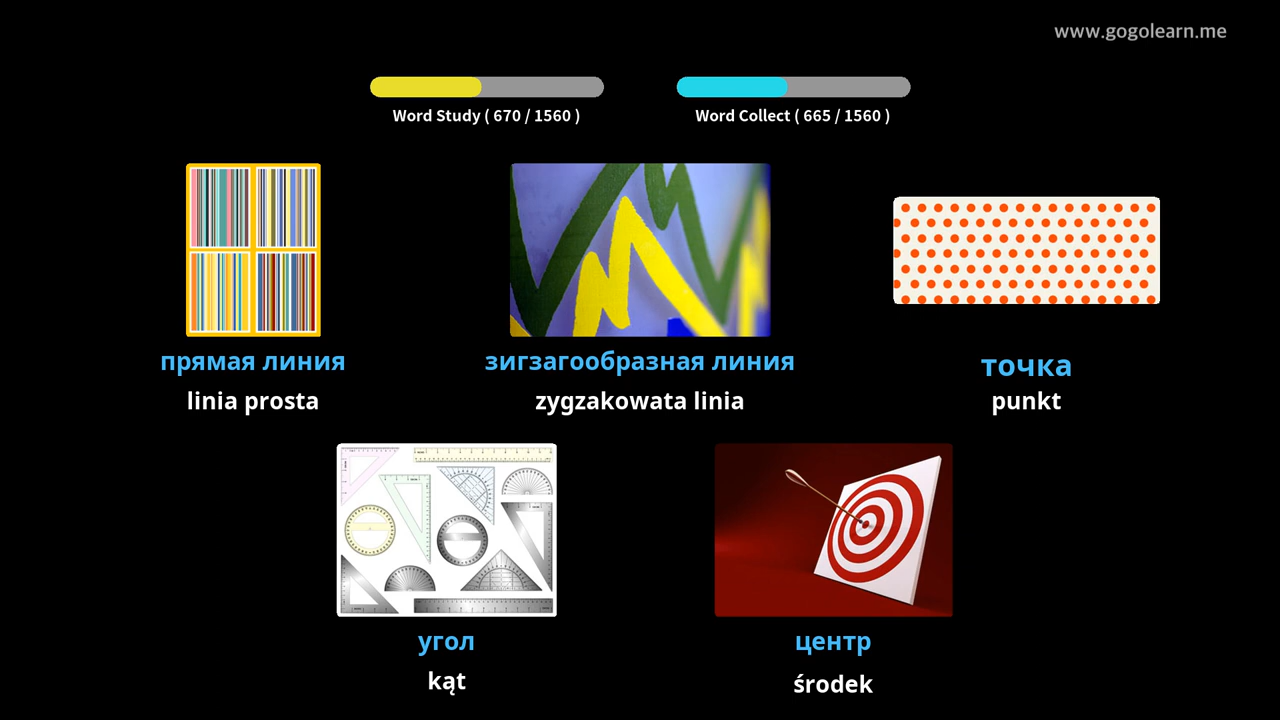 www.gogolearn.me
Word Study ( 670 / 1560 )
Word Collect ( 665 / 1560 )
прямая линия
linia prosta
зигзагообразная линия
zygzakowata linia
точка
punkt
угол
kąt
центр
środek